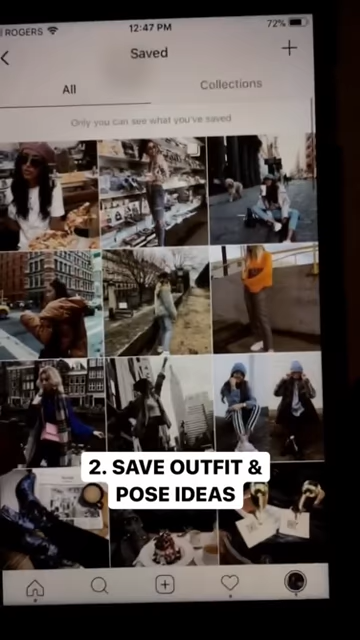 ROGERS
12:47 PM
72%
Saved
All
Collections
Only you can see what you've saved
2. SAVE OUTFIT &
POSE IDEAS